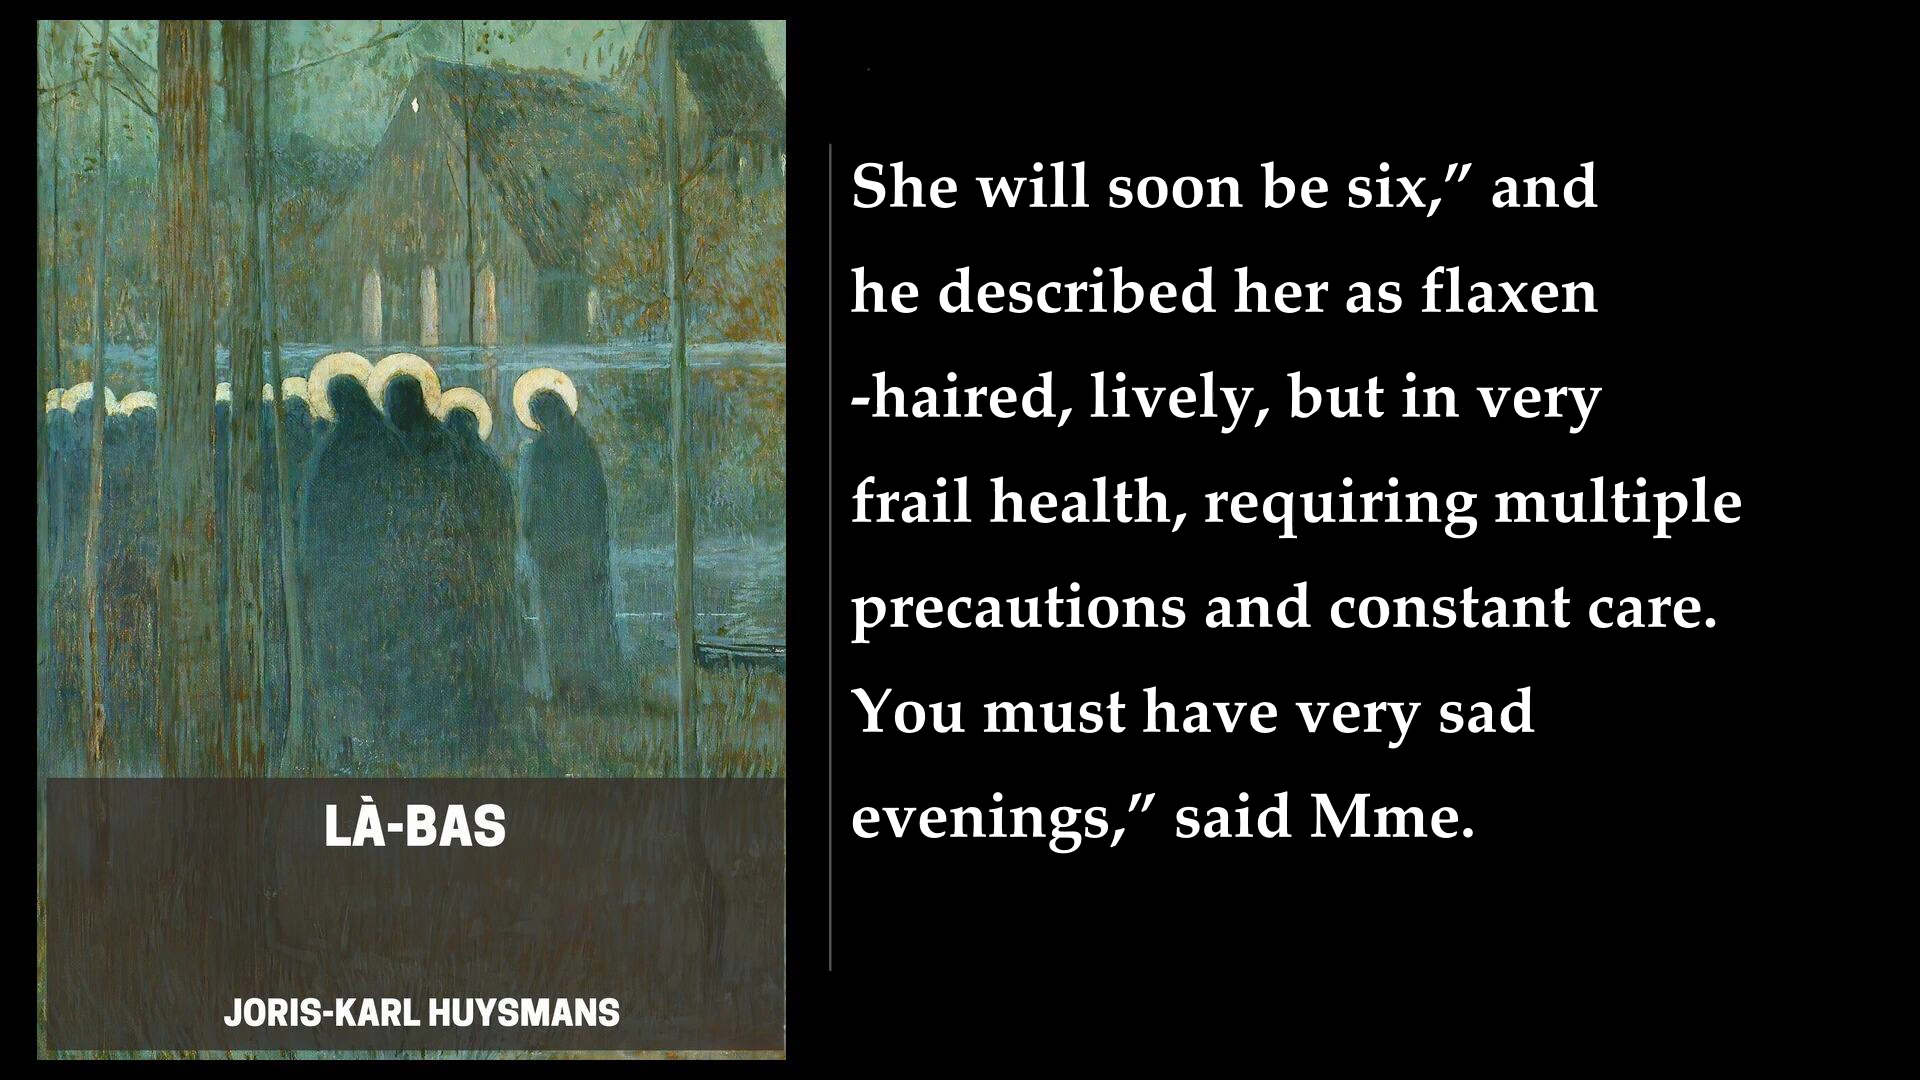 LÀ-BAS
JORIS-KARL HUYSMANS
She will soon be six,” and
he described her as flaxen
-haired, lively, but in very
frail health, requiring multiple
precautions and constant care.
You must have very sad
evenings,” said Mme.